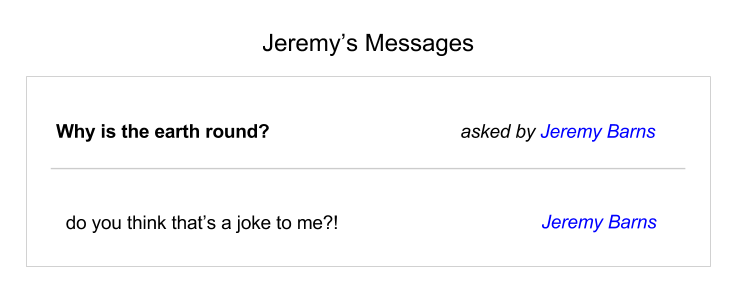 Jeremy’s Messages
Why is the earth round? asked by Jeremy Barns
do you think that’s a joke to me?! Jeremy Barns